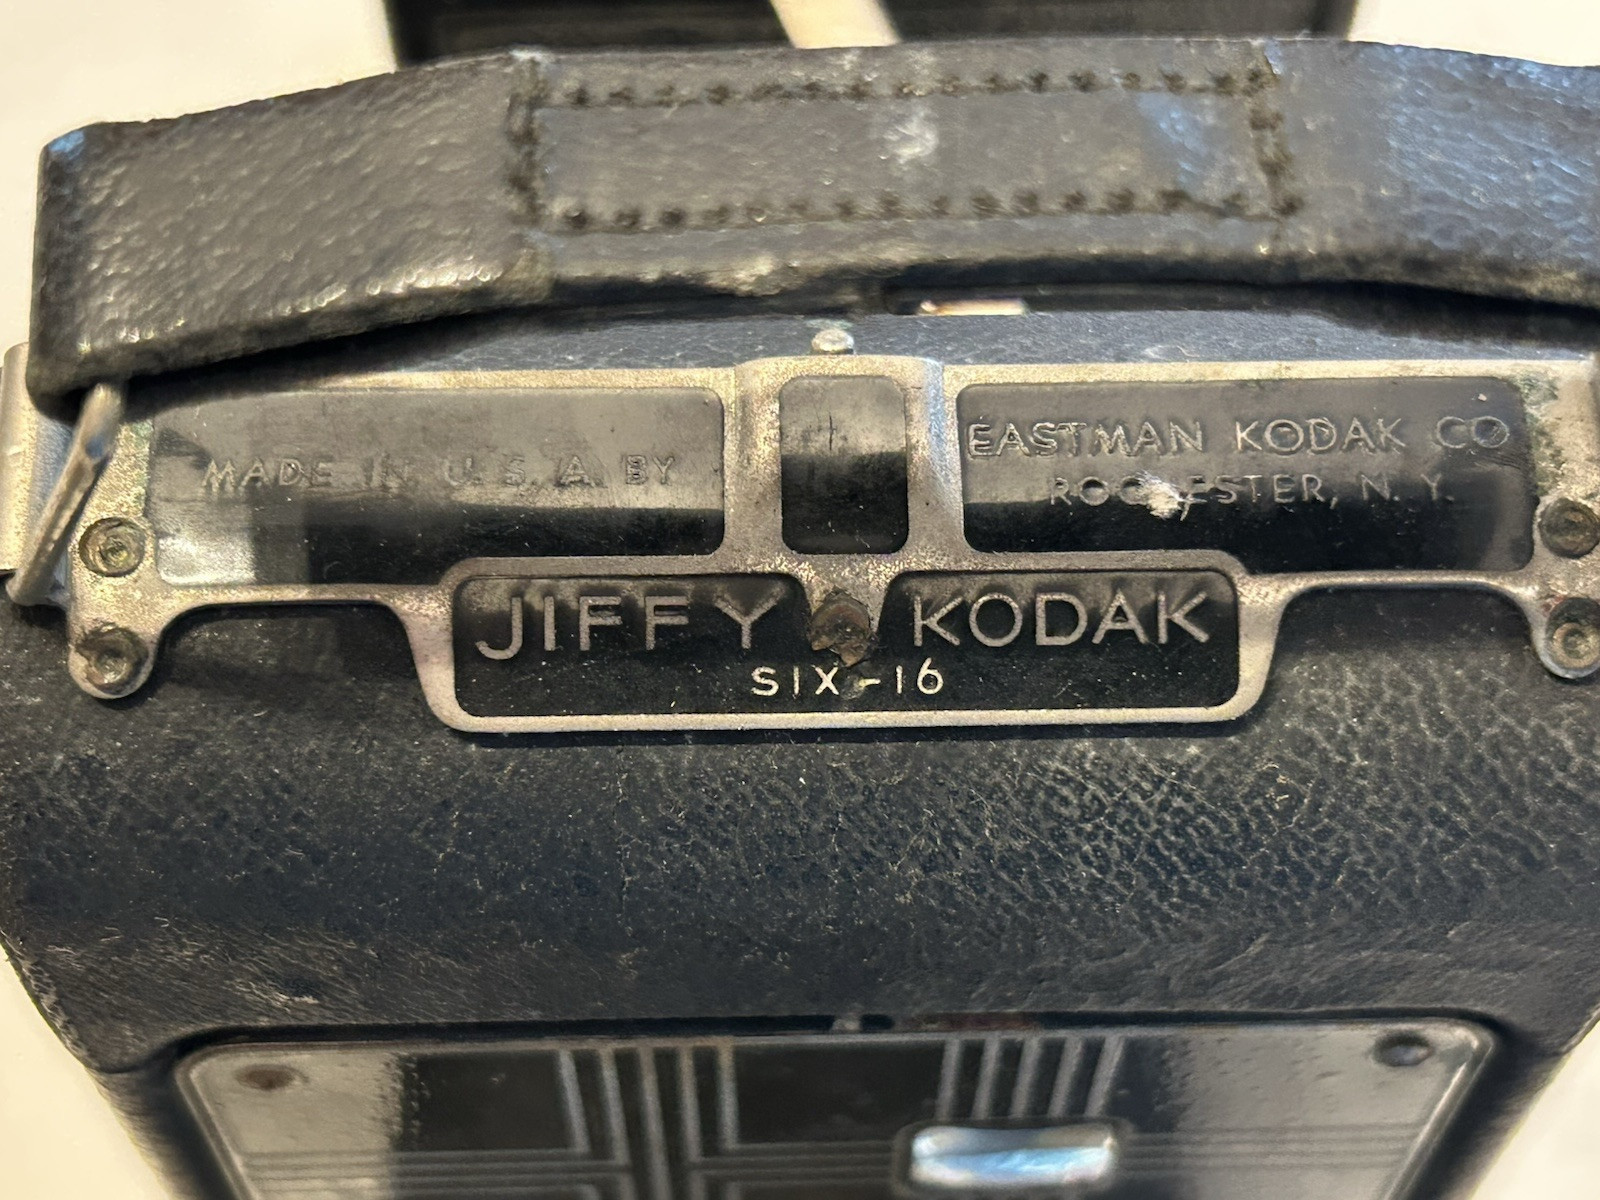 MADE IN U.S.A. BY
EASTMAN KODAK CO
ROCHESTER, N.Y.
JIFFY KODAK
SIX-16